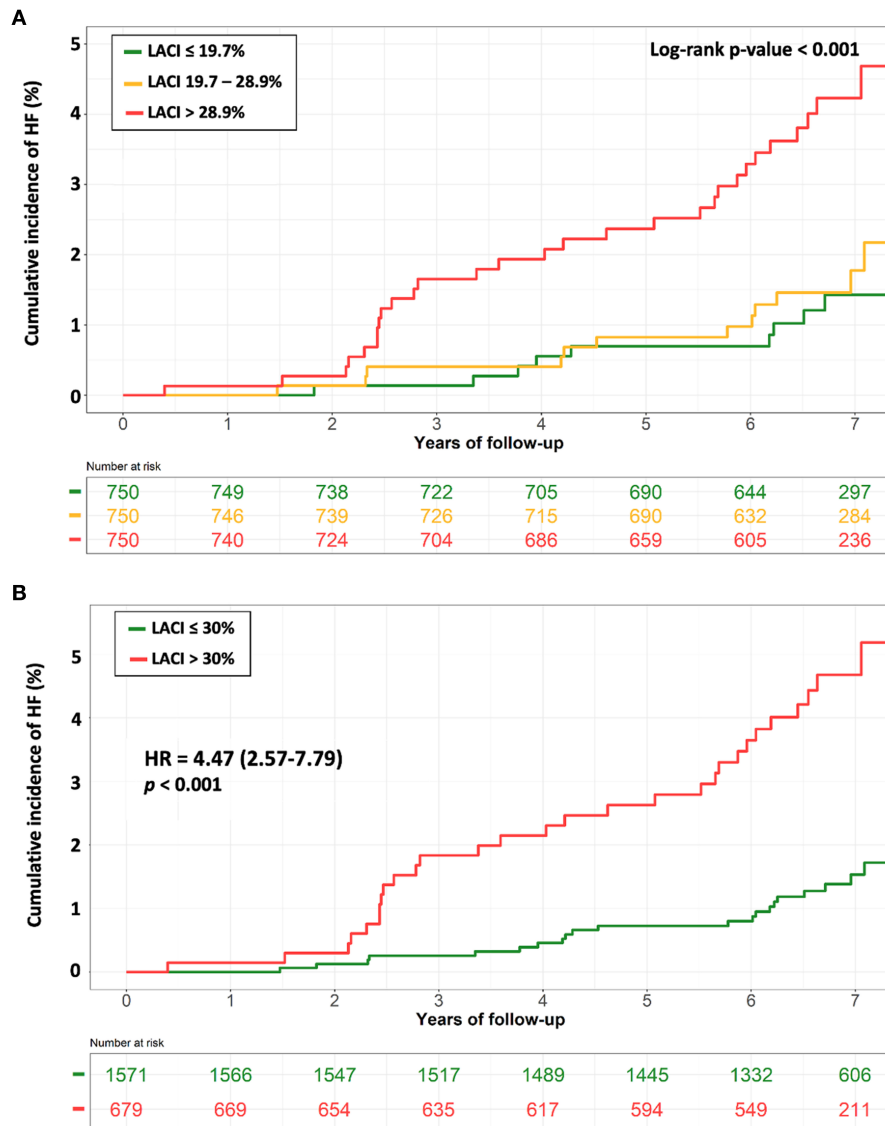 A
LACI ≤ 19.7%
LACI 19.7 – 28.9%
LACI > 28.9%
Log-rank p-value < 0.001
Cumulative incidence of HF (%)
5
4
3
2
1
0
0 1 2 3 4 5 6 7
Years of follow-up
Number at risk
750 749 738 722 705 690 644 297
750 746 739 726 715 690 632 284
750 740 724 704 686 659 605 236
B
LACI ≤ 30%
LACI > 30%
HR = 4.47 (2.57-7.79)
p < 0.001
Cumulative incidence of HF (%)
5
4
3
2
1
0
0 1 2 3 4 5 6 7
Years of follow-up
Number at risk
1571 1566 1547 1517 1489 1445 1332 606
679 669 654 635 617 594 549 211